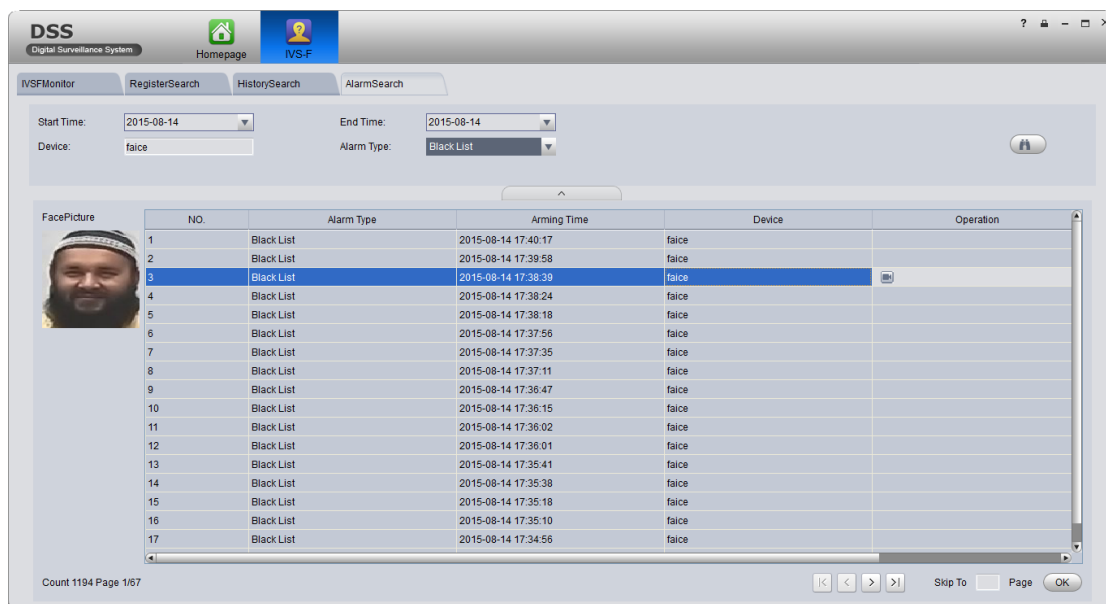 DSS
Digital Surveillance System
Homepage
IVS-F
?
IVSFMonitor RegisterSearch HistorySearch AlarmSearch
Start Time: 2015-08-14 End Time: 2015-08-14
Device: faice Alarm Type: Black List
FacePicture
NO. Alarm Type Arming Time Device Operation
1 Black List 2015-08-14 17:40:17 faice
2 Black List 2015-08-14 17:39:58 faice
3 Black List 2015-08-14 17:38:39 faice
4 Black List 2015-08-14 17:38:24 faice
5 Black List 2015-08-14 17:38:18 faice
6 Black List 2015-08-14 17:37:56 faice
7 Black List 2015-08-14 17:37:35 faice
8 Black List 2015-08-14 17:37:11 faice
9 Black List 2015-08-14 17:36:47 faice
10 Black List 2015-08-14 17:36:15 faice
11 Black List 2015-08-14 17:36:02 faice
12 Black List 2015-08-14 17:36:01 faice
13 Black List 2015-08-14 17:35:41 faice
14 Black List 2015-08-14 17:35:38 faice
15 Black List 2015-08-14 17:35:18 faice
16 Black List 2015-08-14 17:35:10 faice
17 Black List 2015-08-14 17:34:56 faice
Count 1194 Page 1/67 Skip To Page OK